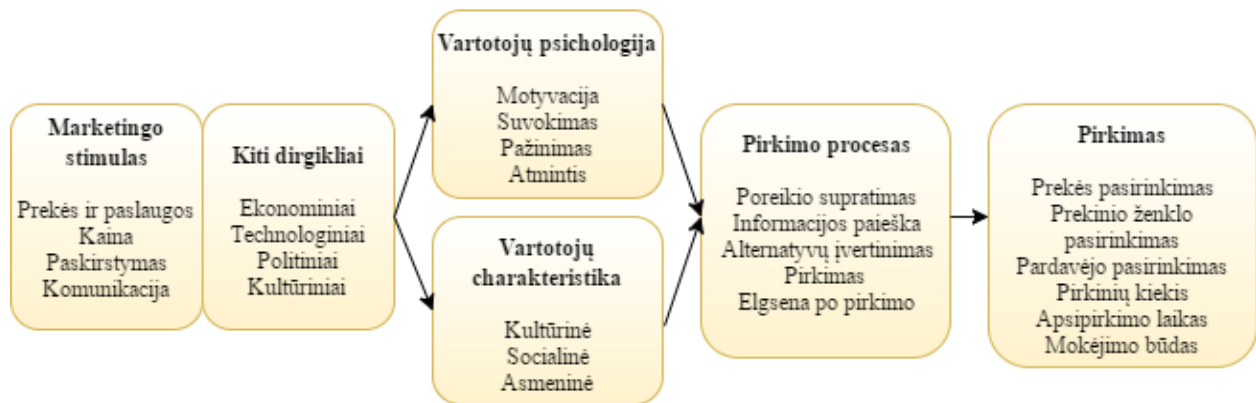 Marketingo
stimulas
Prekės ir paslaugos
Kaina
Paskirstymas
Komunikacija
Kiti dirgikliai
Ekonominiai
Technologiniai
Politiniai
Kultūriniai
Vartotojų psichologija
Motyvacija
Suvokimas
Pažinimas
Atmintis
Vartotojų
charakteristika
Kultūrinė
Socialinė
Asmeninė
Pirkimo procesas
Poreikio supratimas
Informacijos paieška
Alternatyvų įvertinimas
Pirkimas
Elgsena po pirkimo
Pirkimas
Prekės pasirinkimas
Prekinio ženklo
pasirinkimas
Pardavėjo pasirinkimas
Pirkinių kiekis
Apsipirkimo laikas
Mokėjimo būdas